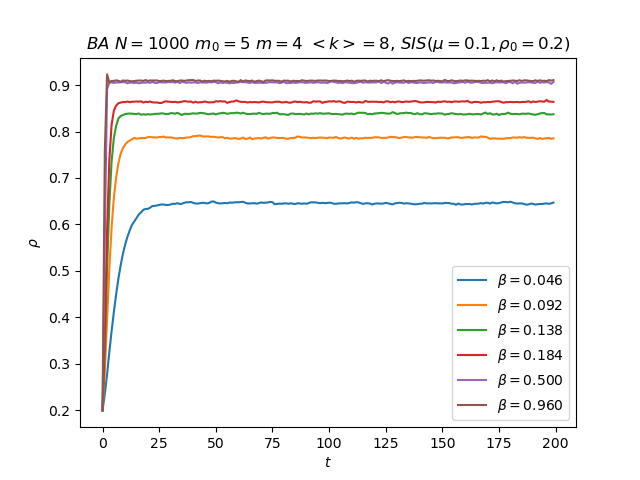 BA N = 1000 m₀ = 5 m = 4 < k > = 8, SIS(μ = 0.1, ρ₀ = 0.2)
0.9
0.8
0.7
0.6
0.5
0.4
0.3
0.2
ρ
β = 0.046
β = 0.092
β = 0.138
β = 0.184
β = 0.500
β = 0.960
0 25 50 75 100 125 150 175 200
t